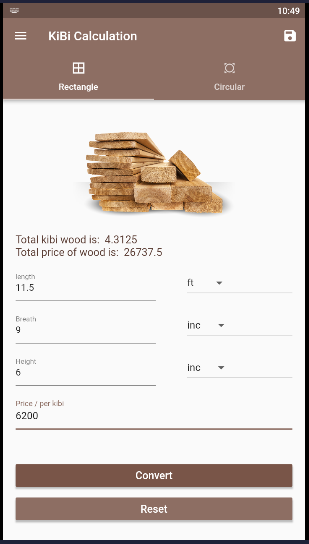 10:49
KiBi Calculation
Rectangle
Circular
Total kibi wood is: 4.3125
Total price of wood is: 26737.5
length
11.5
ft
Breath
9
inc
Height
6
inc
Price / per kibi
6200
Convert
Reset